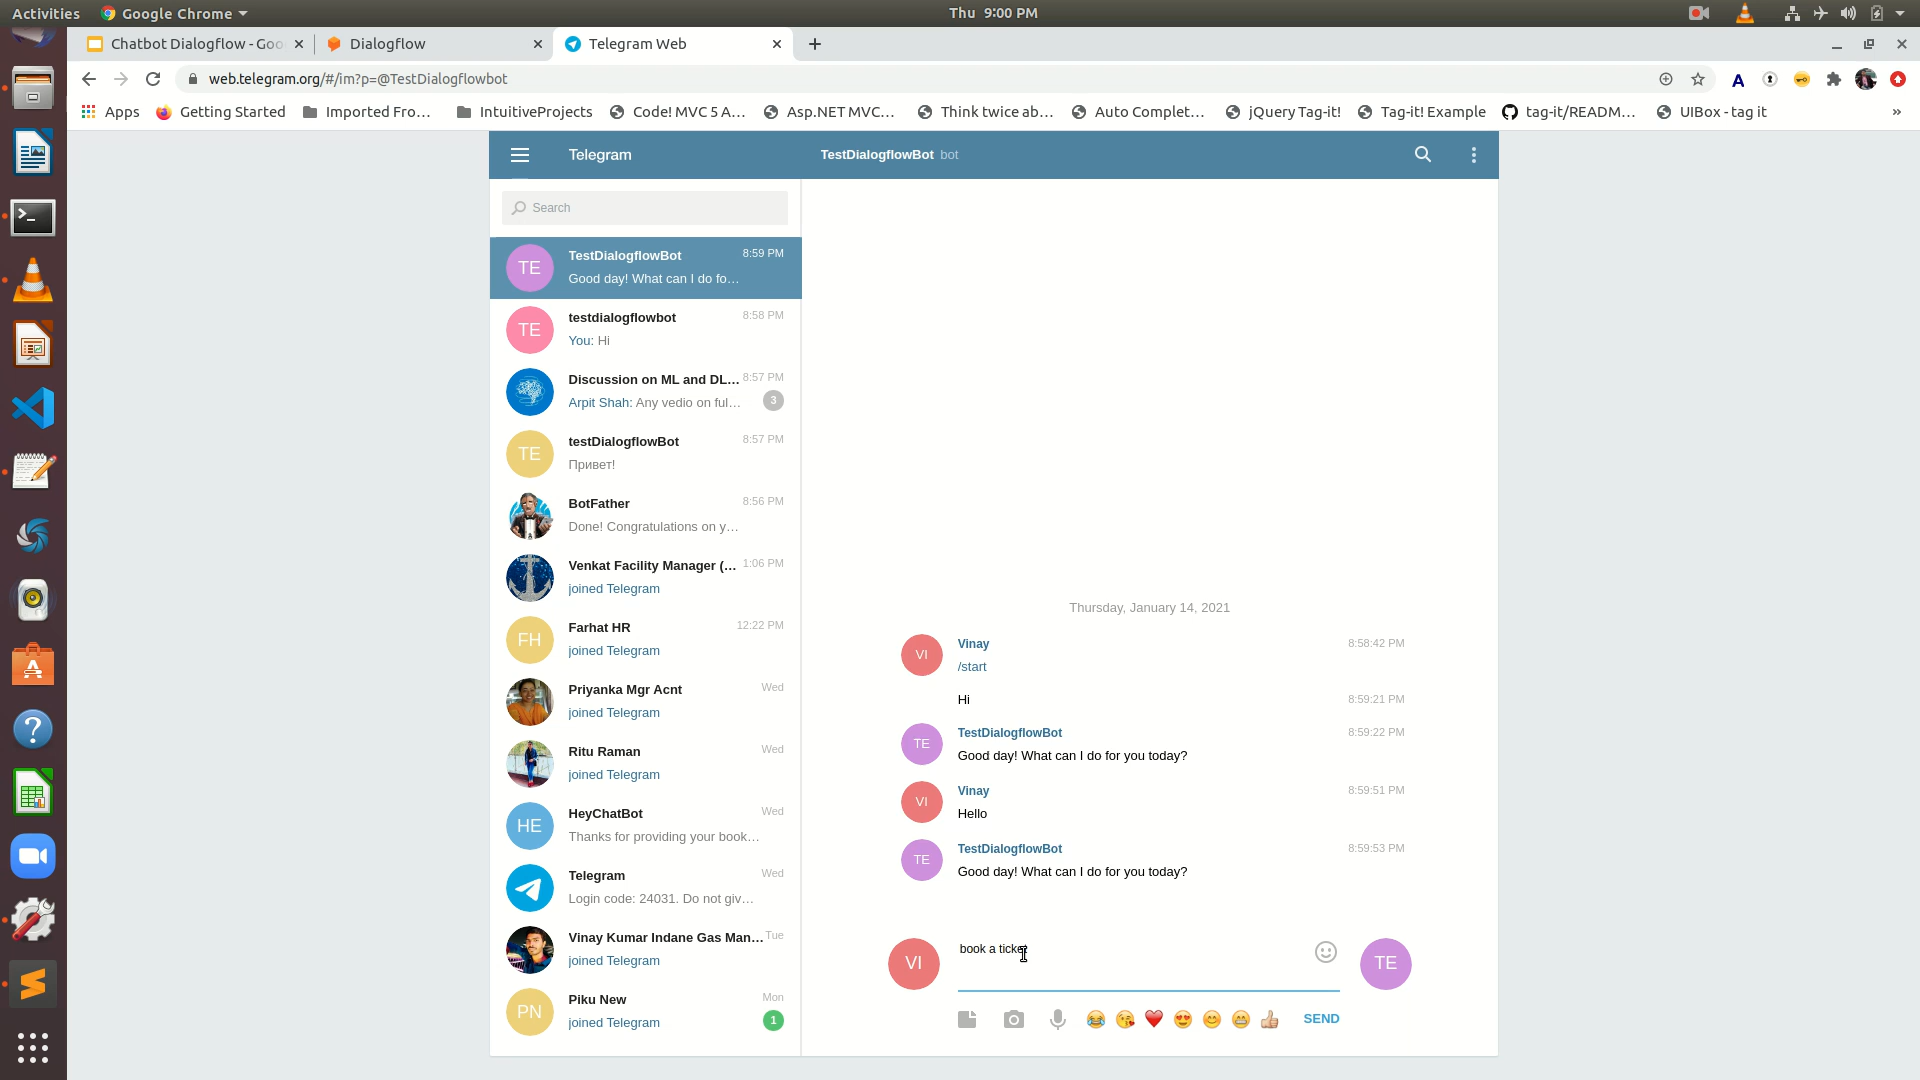 Activities
Google Chrome
Thu 9:00 PM
Chatbot Dialogflow - Goo
Dialogflow
Telegram Web
web.telegram.org/#/im?p=@TestDialogflowbot
Apps
Getting Started
Imported Fro...
IntuitiveProjects
Code! MVC 5 A...
Asp.NET MVC...
Think twice ab...
Auto Complet...
jQuery Tag-it!
Tag-it! Example
tag-it/READM...
UIBox - tag it
»
Telegram
TestDialogflowBot bot
Search
TE
TestDialogflowBot 8:59 PM
Good day! What can I do fo...
TE
testdialogflowbot 8:58 PM
You: Hi
Discussion on ML and DL... 8:57 PM
Arpit Shah: Any vedio on ful... 3
TE
testDialogflowBot 8:57 PM
Привет!
BotFather 8:56 PM
Done! Congratulations on y...
Venkat Facility Manager (... 1:06 PM
joined Telegram
FH
Farhat HR 12:22 PM
joined Telegram
Priyanka Mgr Acnt Wed
joined Telegram
Ritu Raman Wed
joined Telegram
HE
HeyChatBot Wed
Thanks for providing your book...
Telegram Wed
Login code: 24031. Do not giv...
Vinay Kumar Indane Gas Man... Tue
joined Telegram
PN
Piku New Mon
joined Telegram 1
Thursday, January 14, 2021
VI
Vinay 8:58:42 PM
/start
Hi 8:59:21 PM
TE
TestDialogflowBot 8:59:22 PM
Good day! What can I do for you today?
VI
Vinay 8:59:51 PM
Hello
TE
TestDialogflowBot 8:59:53 PM
Good day! What can I do for you today?
VI
book a ticket
TE
SEND